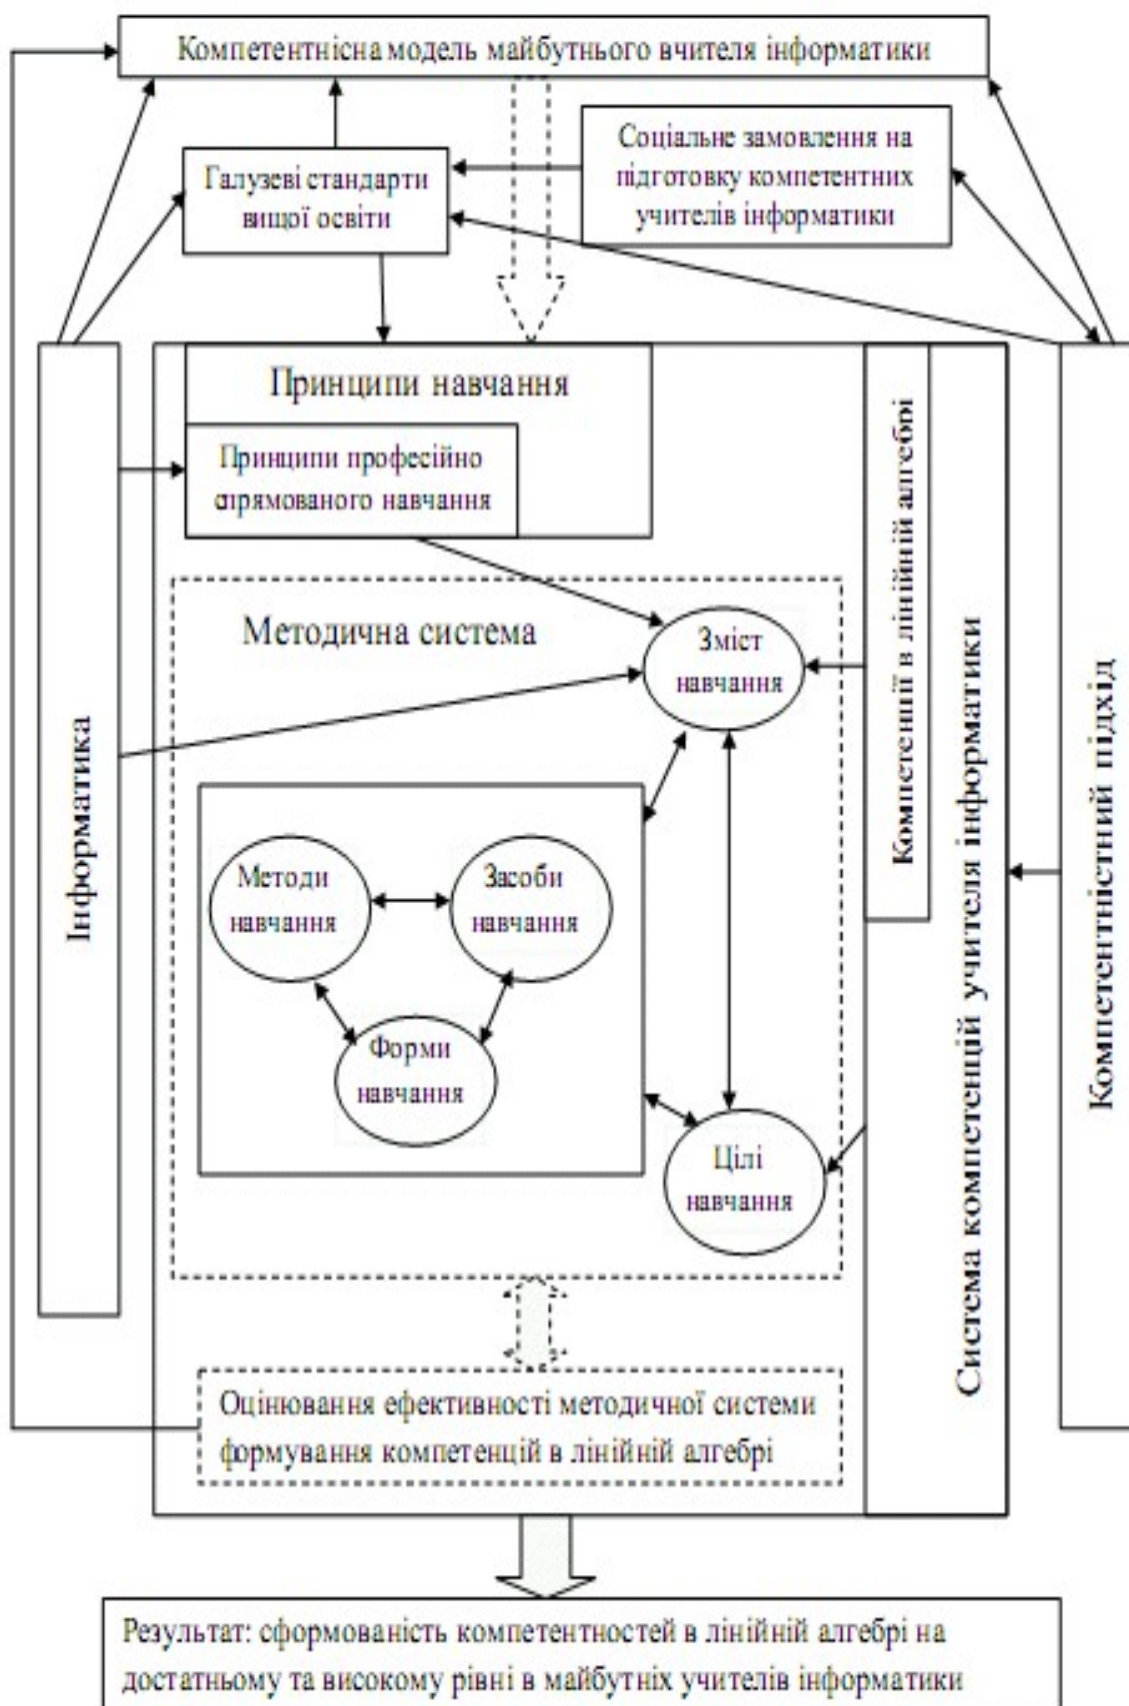 Компетентнісна модель майбутнього вчителя інформатики
Соціальне замовлення на
підготовку компетентних
учителів інформатики
Галузеві стандарти
вищої освіти
Принципи навчання
Принципи професійно
спрямованого навчання
Методична система
Зміст
навчання
Методи
навчання
Засоби
навчання
Форми
навчання
Цілі
навчання
Інформатика
Компетенції в лінійній алгебрі
Система компетенцій учителя інформатики
Компетентністний підхід
Оцінювання ефективності методичної системи
формування компетенцій в лінійній алгебрі
Результат: сформованість компетентностей в лінійній алгебрі на
достатньому та високому рівні в майбутніх учителів інформатики